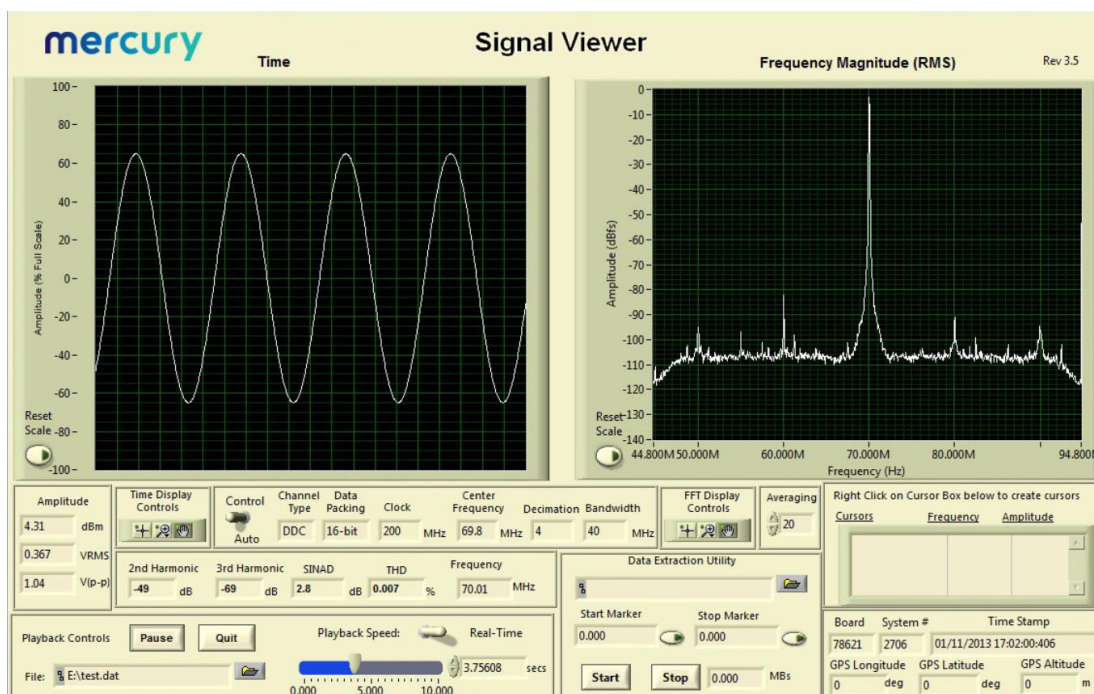 mercury
Signal Viewer
Time
Frequency Magnitude (RMS)
Rev 3.5
100
80
60
40
20
0
-20
-40
-60
-80
-100
Amplitude (% Full Scale)
Reset
Scale
0
-10
-20
-30
-40
-50
-60
-70
-80
-90
-100
-110
-120
-130
-140
Amplitude (dBfs)
Reset
Scale
44.800M 50.000M 60.000M 70.000M 80.000M 94.800M
Frequency (Hz)
Amplitude
4.31 dBm
0.367 VRMS
1.04 V(p-p)
Time Display
Controls
Control
Auto
Channel
Type
DDC
Data
Packing
16-bit
Clock
200 MHz
Center
Frequency
69.8 MHz
Decimation
4
Bandwidth
40 MHz
FFT Display
Controls
Averaging
20
Right Click on Cursor Box below to create cursors
Cursors Frequency Amplitude
2nd Harmonic
-49 dB
3rd Harmonic
-69 dB
SINAD
2.8 dB
THD
0.007 %
Frequency
70.01 MHz
Data Extraction Utility
Start Marker
0.000
Stop Marker
0.000
Start
Stop
0.000 MBs
Playback Controls
Pause
Quit
Playback Speed:
Real-Time
File: E:\test.dat
0.000 5.000 10.000
3.75608 secs
Board System # Time Stamp
78621 2706 01/11/2013 17:02:00:406
GPS Longitude GPS Latitude GPS Altitude
0 deg 0 deg 0 m